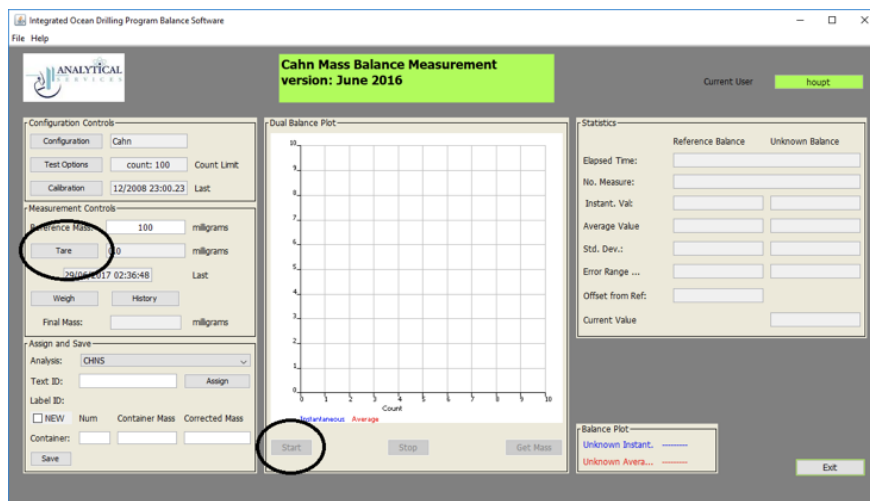 Integrated Ocean Drilling Program Balance Software
File Help
ANALYTICAL
SERVICES
Cahn Mass Balance Measurement
version: June 2016
Current User houpt
Configuration Controls
Configuration Cahn
Test Options count: 100 Count Limit
Calibration 12/2008 23:00.23 Last
Measurement Controls
Reference Mass: 100 milligrams
Tare 0.0 milligrams
29/06/2017 02:36:48 Last
Weigh History
Final Mass: milligrams
Assign and Save
Analysis: CHNS
Text ID: Assign
Label ID:
NEW Num Container Mass Corrected Mass
Container:
Save
Dual Balance Plot
10
9
8
7
6
5
4
3
2
1
0
0 1 2 3 4 5 6 7 8 9 10
Count
Instantaneous Average
Start Stop Get Mass
Statistics
Reference Balance Unknown Balance
Elapsed Time:
No. Measure:
Instant. Val:
Average Value
Std. Dev.:
Error Range ...
Offset from Ref:
Current Value
Balance Plot
Unknown Instant. --------
Unknown Avera... --------
Exit